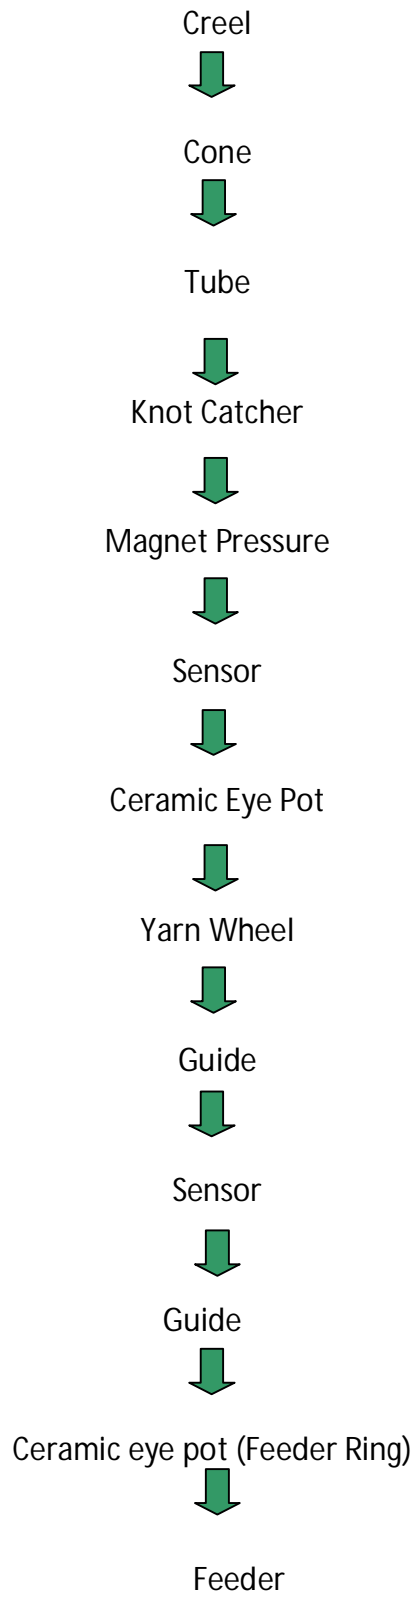 Creel
Cone
Tube
Knot Catcher
Magnet Pressure
Sensor
Ceramic Eye Pot
Yarn Wheel
Guide
Sensor
Guide
Ceramic eye pot (Feeder Ring)
Feeder